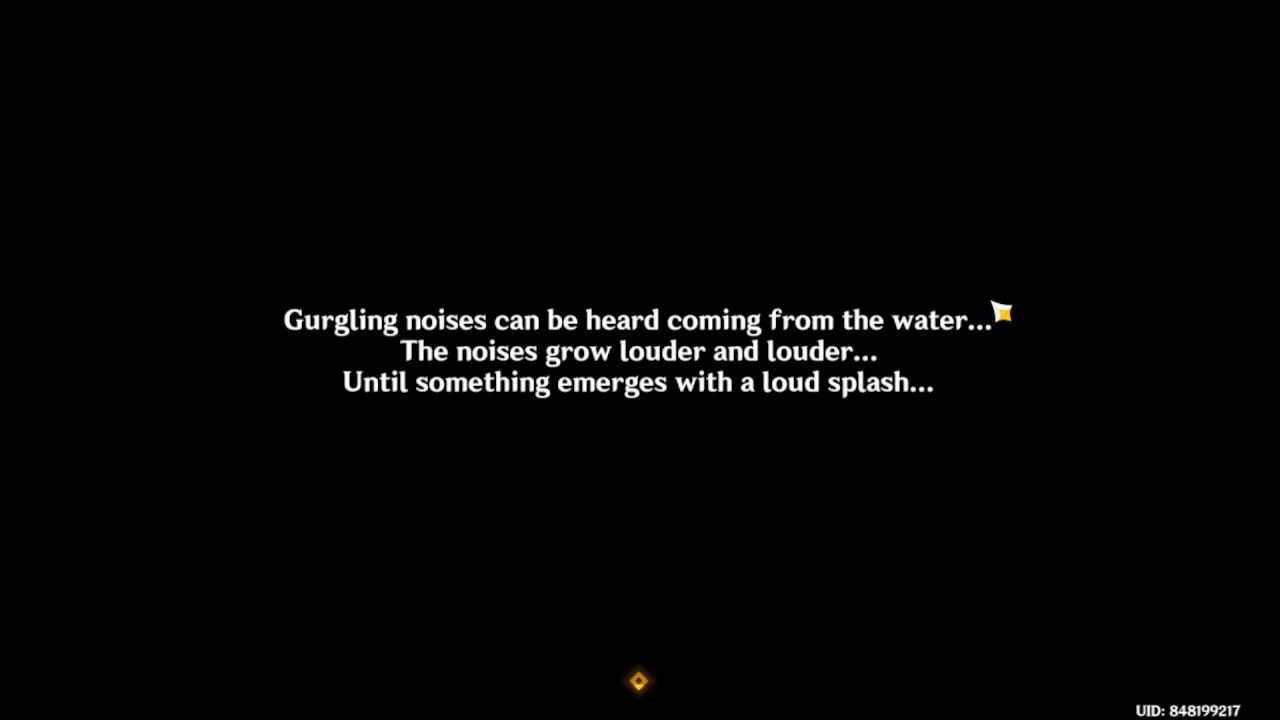 Gurgling noises can be heard coming from the water...
The noises grow louder and louder...
Until something emerges with a loud splash...
UID: 848199217